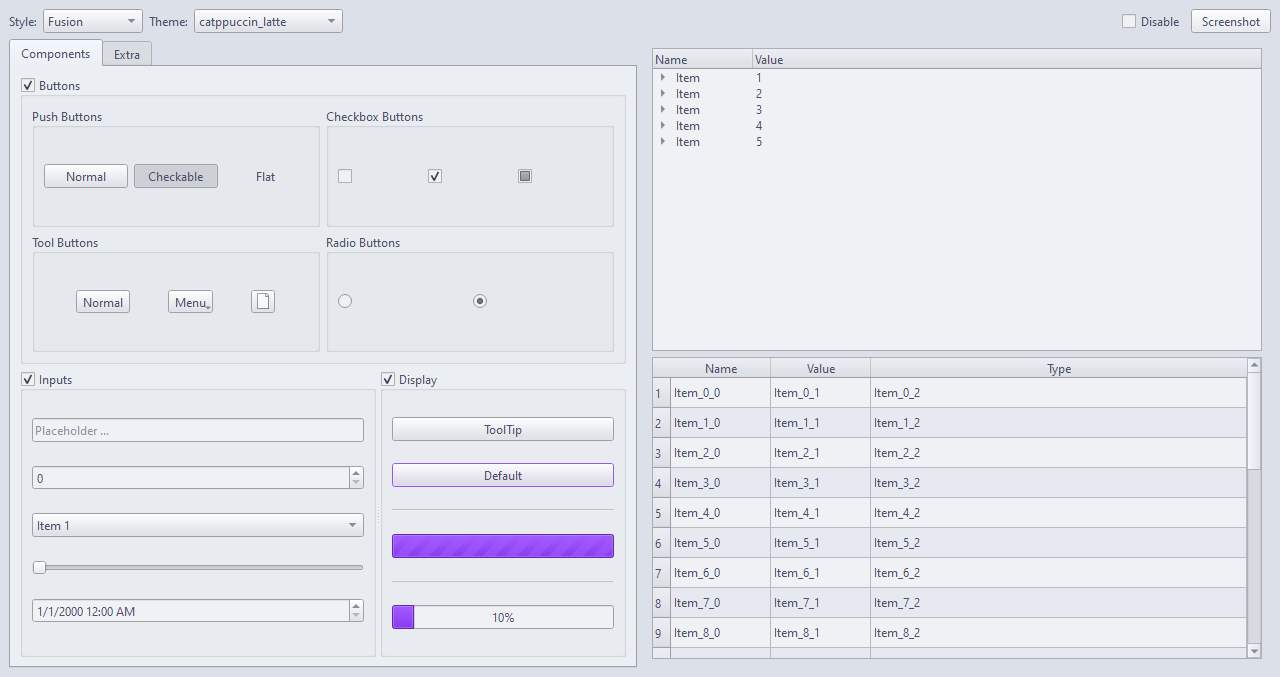 Style: Fusion Theme: catppuccin_latte Disable Screenshot
Components Extra
Buttons
Push Buttons Checkbox Buttons
Normal Checkable Flat
Tool Buttons Radio Buttons
Normal Menu
Inputs
Placeholder ...
0
Item 1
1/1/2000 12:00 AM
Display
ToolTip
Default
10%
Name Value
Item 1
Item 2
Item 3
Item 4
Item 5
Name Value Type
1 Item_0_0 Item_0_1 Item_0_2
2 Item_1_0 Item_1_1 Item_1_2
3 Item_2_0 Item_2_1 Item_2_2
4 Item_3_0 Item_3_1 Item_3_2
5 Item_4_0 Item_4_1 Item_4_2
6 Item_5_0 Item_5_1 Item_5_2
7 Item_6_0 Item_6_1 Item_6_2
8 Item_7_0 Item_7_1 Item_7_2
9 Item_8_0 Item_8_1 Item_8_2